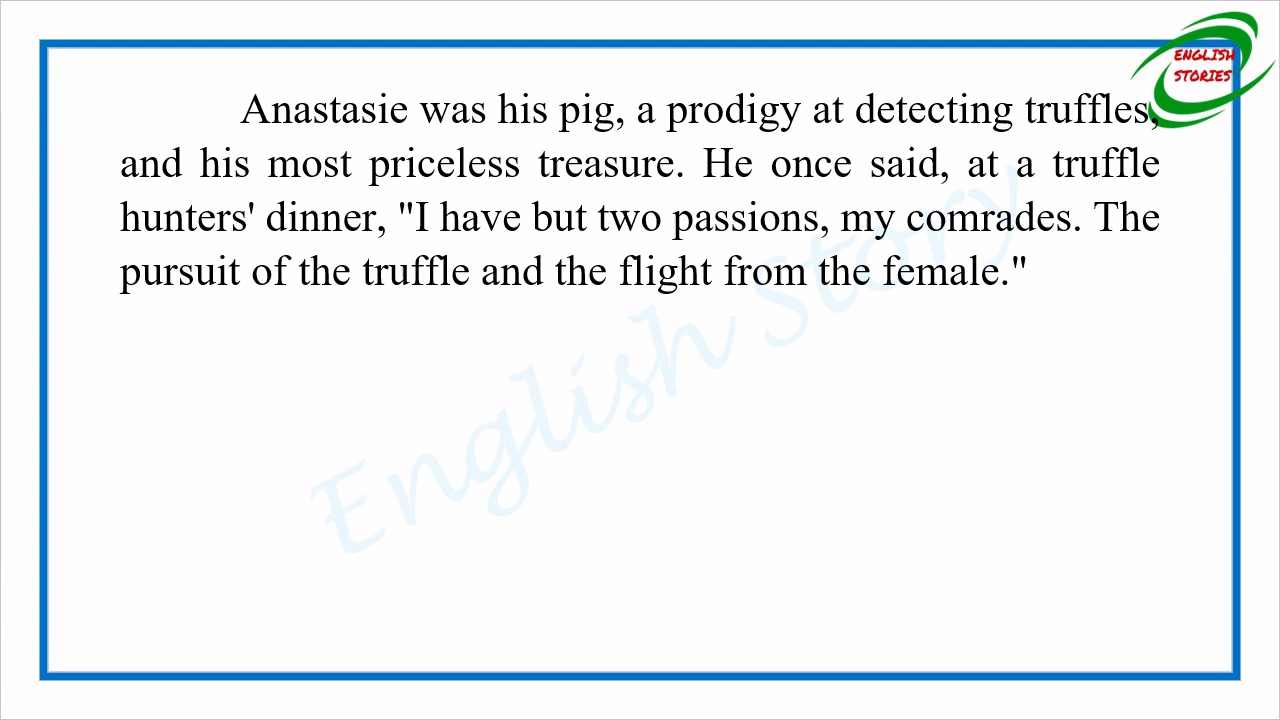 ENGLISH
STORIES
Anastasie was his pig, a prodigy at detecting truffles,
and his most priceless treasure. He once said, at a truffle
hunters' dinner, "I have but two passions, my comrades. The
pursuit of the truffle and the flight from the female."
English Story